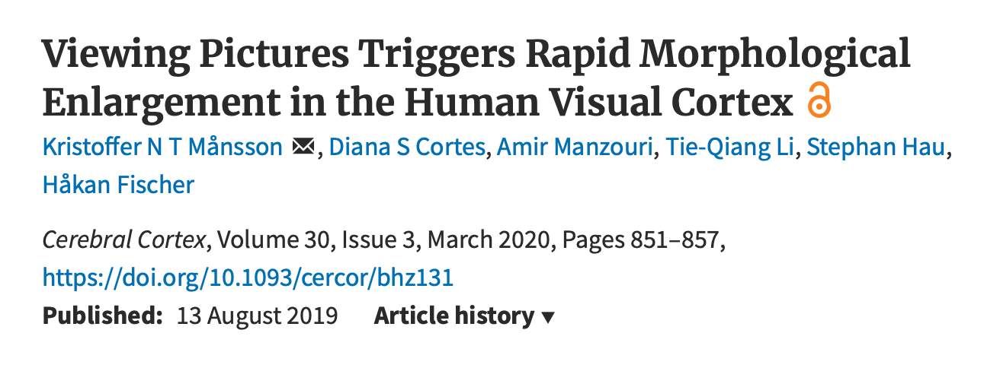 Viewing Pictures Triggers Rapid Morphological
Enlargement in the Human Visual Cortex
Kristoffer N T Månsson , Diana S Cortes, Amir Manzouri, Tie-Qiang Li, Stephan Hau,
Håkan Fischer
Cerebral Cortex, Volume 30, Issue 3, March 2020, Pages 851–857,
https://doi.org/10.1093/cercor/bhz131
Published: 13 August 2019 Article history ▼